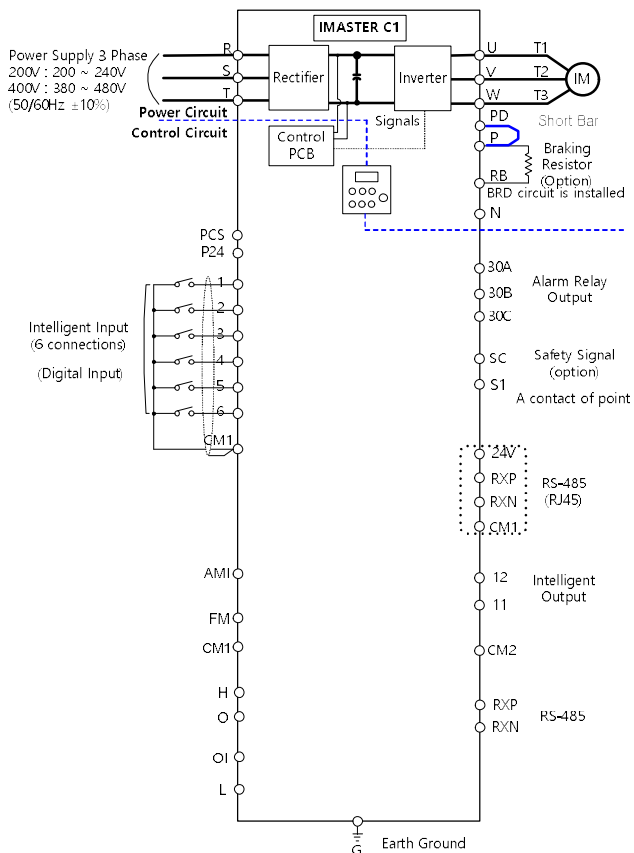 IMASTER C1
Power Supply 3 Phase
200V : 200 ~ 240V
400V : 380 ~ 480V
(50/60Hz ±10%)
R
S
T
Rectifier
Inverter
U
V
W
T1
T2
T3
IM
Power Circuit
Control Circuit
Control
PCB
Signals
PD
P
Short Bar
Braking
Resistor
(Option)
RB
BRD circuit is installed
N
PCS
P24
1
2
3
4
5
6
CM1
Intelligent Input
(6 connections)
(Digital Input)
30A
30B
30C
Alarm Relay
Output
SC
S1
Safety Signal
(option)
A contact of point
24V
RXP
RXN
CM1
RS-485
(RJ45)
AMI
FM
CM1
H
O
OI
L
12
11
Intelligent
Output
CM2
RXP
RXN
RS-485
G
Earth Ground